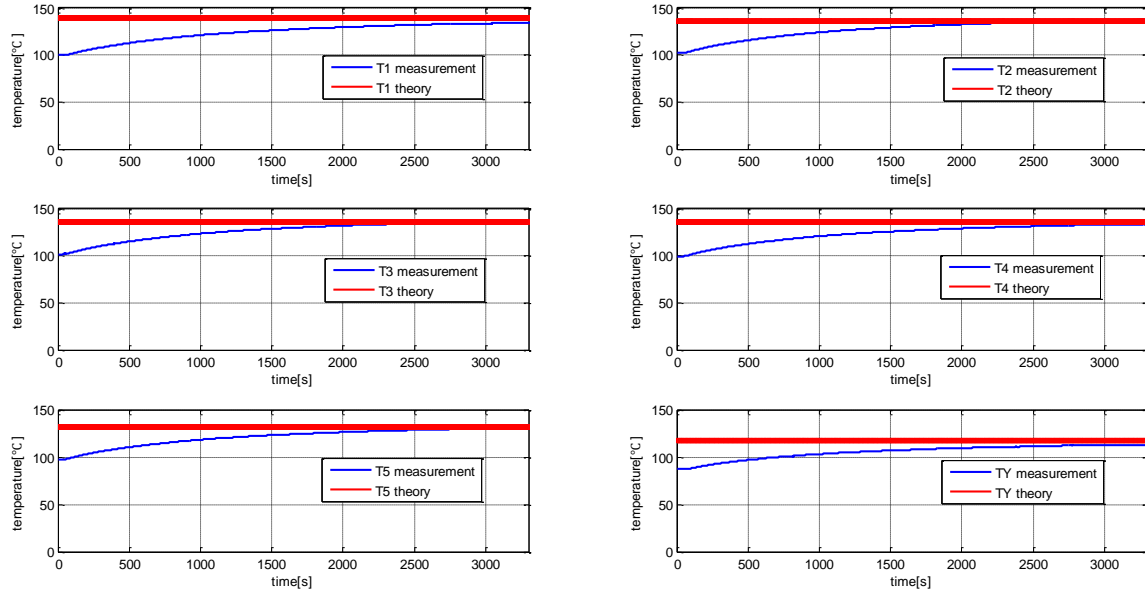 150
100
50
0
temperature[°C]
T1 measurement
T1 theory
0 500 1000 1500 2000 2500 3000
time[s]
150
100
50
0
temperature[°C]
T2 measurement
T2 theory
0 500 1000 1500 2000 2500 3000
time[s]
150
100
50
0
temperature[°C]
T3 measurement
T3 theory
0 500 1000 1500 2000 2500 3000
time[s]
150
100
50
0
temperature[°C]
T4 measurement
T4 theory
0 500 1000 1500 2000 2500 3000
time[s]
150
100
50
0
temperature[°C]
T5 measurement
T5 theory
0 500 1000 1500 2000 2500 3000
time[s]
150
100
50
0
temperature[°C]
TY measurement
TY theory
0 500 1000 1500 2000 2500 3000
time[s]